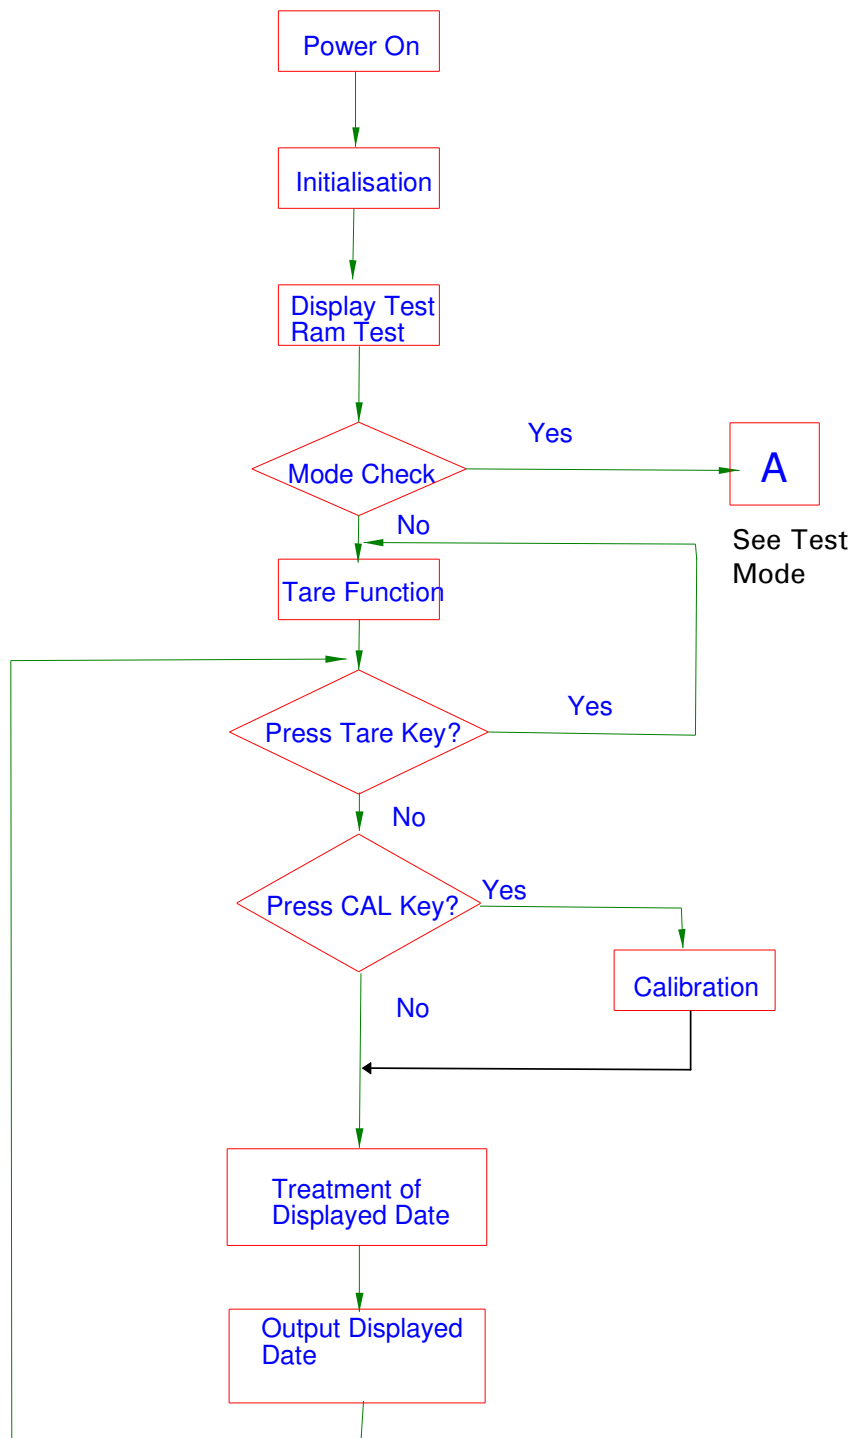 Power On
Initialisation
Display Test
Ram Test
Mode Check
Yes
A
See Test
Mode
No
Tare Function
Press Tare Key?
Yes
No
Press CAL Key?
Yes
Calibration
No
Treatment of
Displayed Date
Output Displayed
Date